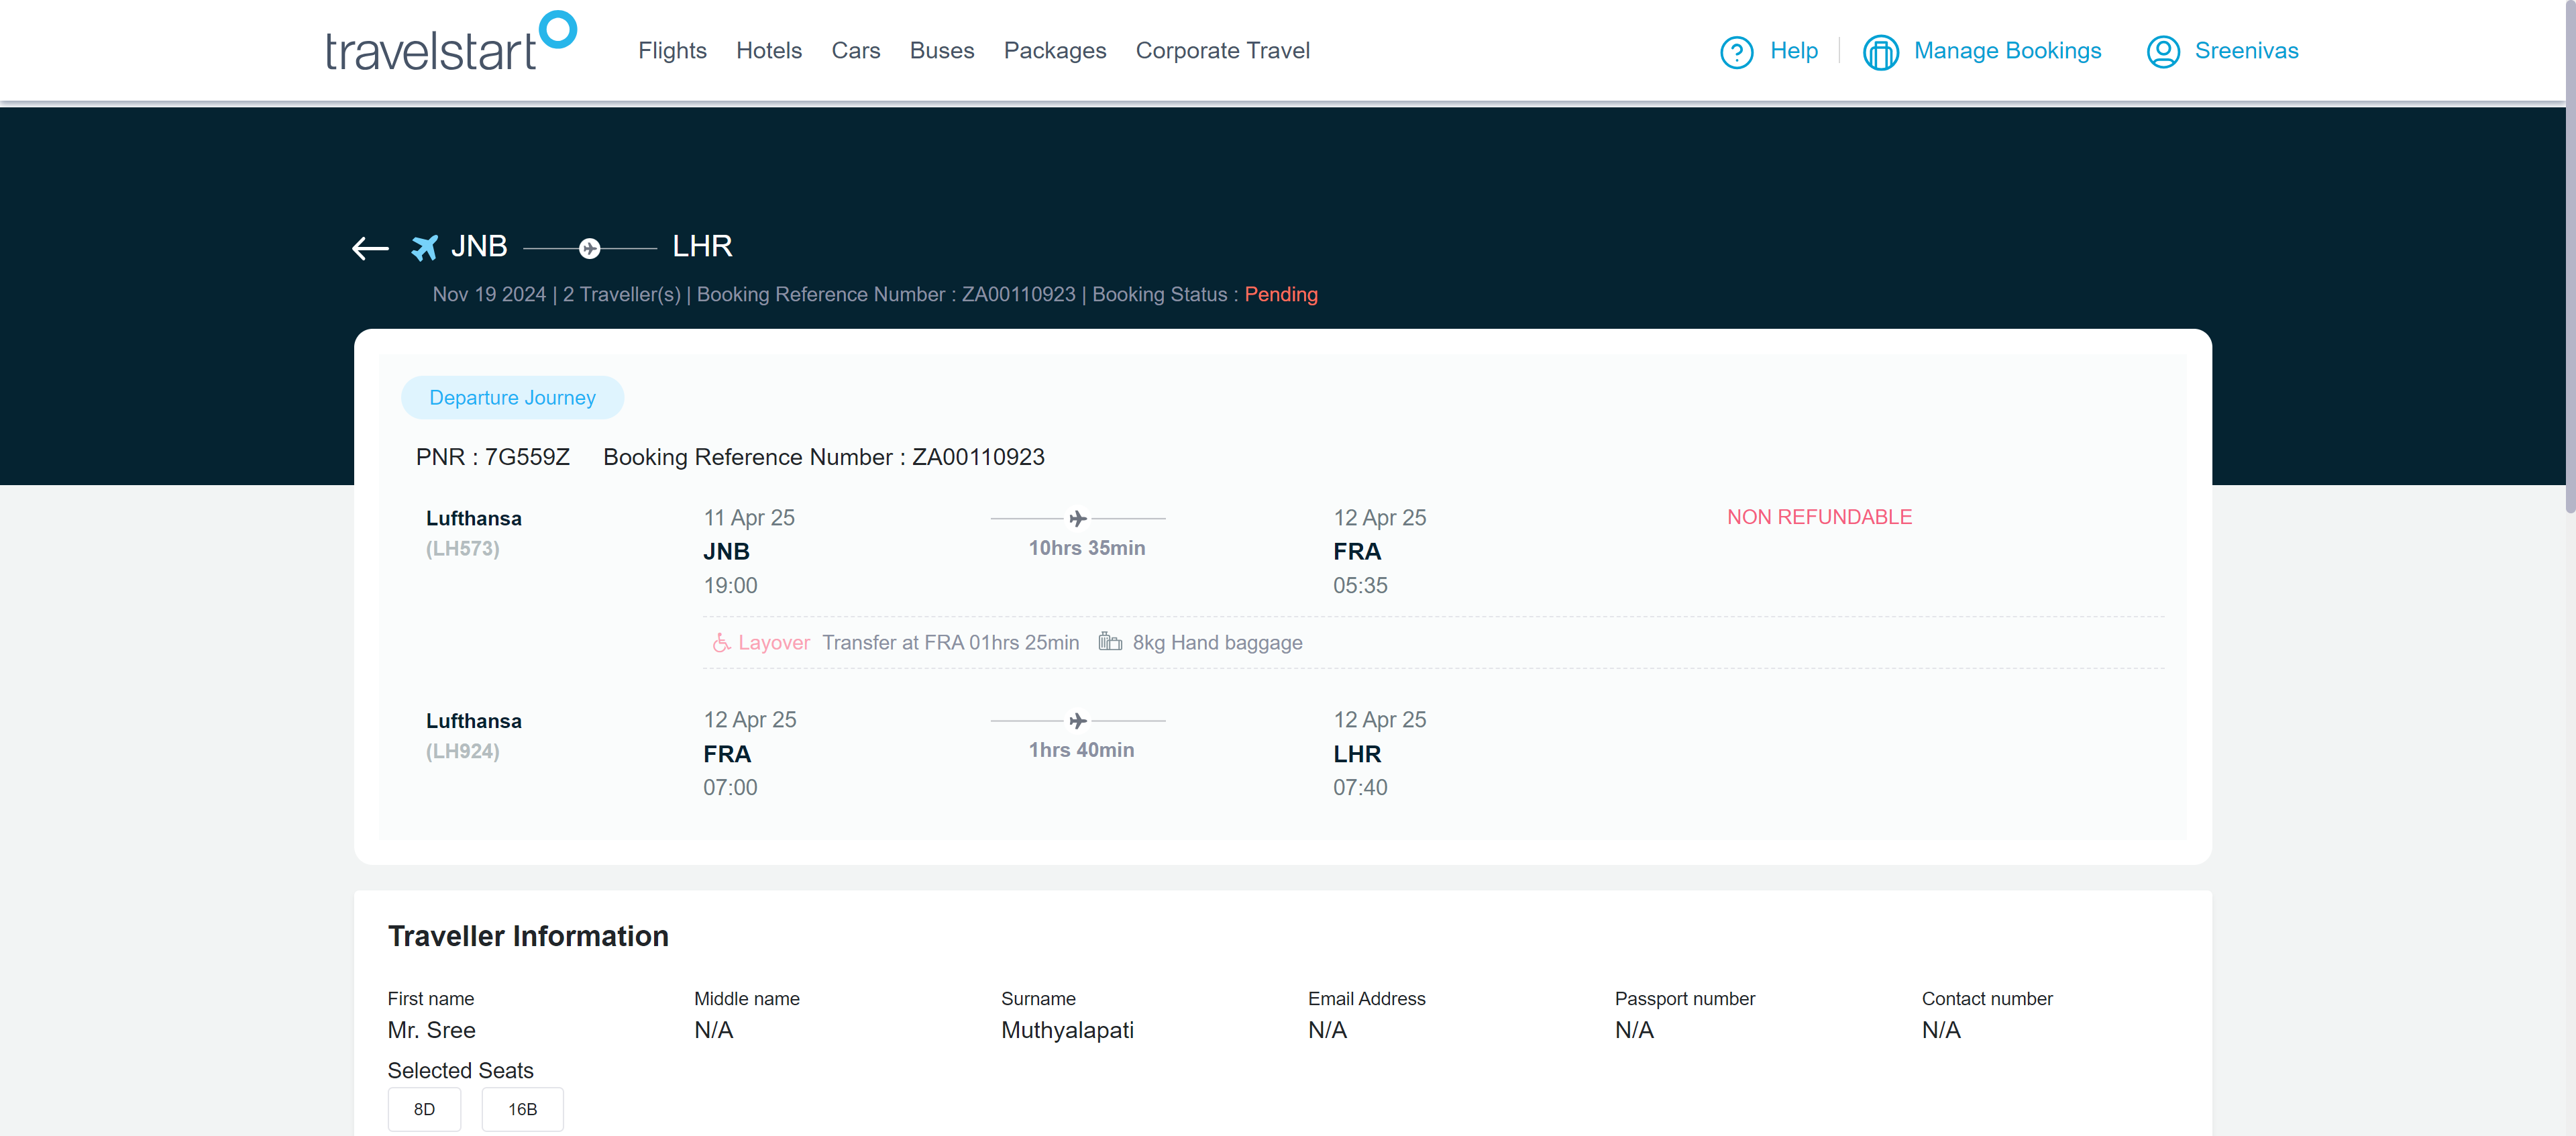 travelstart
Flights Hotels Cars Buses Packages Corporate Travel
Help Manage Bookings Sreenivas
JNB LHR
Nov 19 2024 | 2 Traveller(s) | Booking Reference Number : ZA00110923 | Booking Status : Pending
Departure Journey
PNR : 7G559Z Booking Reference Number : ZA00110923
Lufthansa 11 Apr 25 12 Apr 25 NON REFUNDABLE
(LH573) JNB 10hrs 35min FRA
19:00 05:35
Layover Transfer at FRA 01hrs 25min 8kg Hand baggage
Lufthansa 12 Apr 25 12 Apr 25
(LH924) FRA 1hrs 40min LHR
07:00 07:40
Traveller Information
First name Middle name Surname Email Address Passport number Contact number
Mr. Sree N/A Muthyalapati N/A N/A N/A
Selected Seats
8D 16B